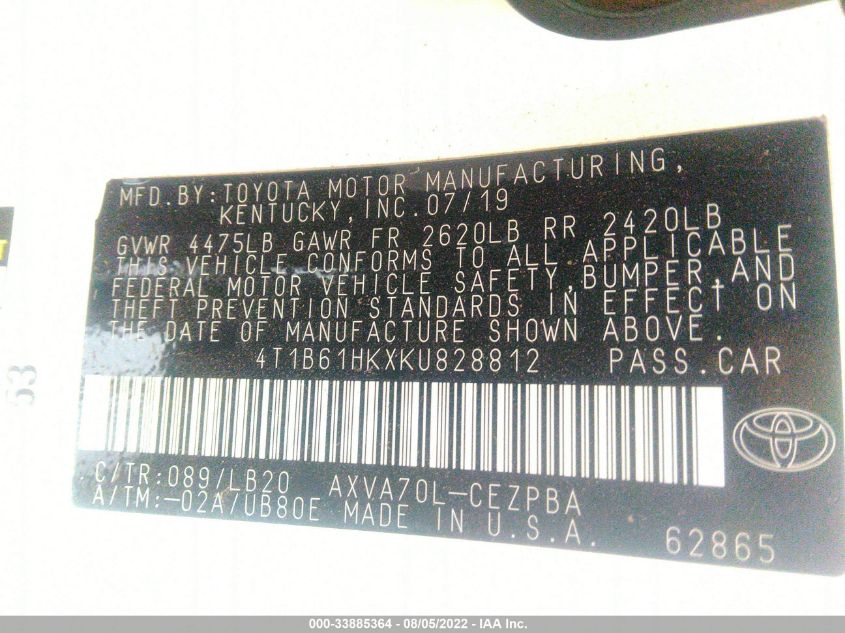 MFD.BY:TOYOTA MOTOR MANUFACTURING,
KENTUCKY,INC.07/19
GVWR 4475LB GAWR FR 2620LB RR 2420LB
THIS VEHICLE CONFORMS TO ALL APPLICABLE
FEDERAL MOTOR VEHICLE SAFETY,BUMPER,AND
THEFT PREVENTION STANDARDS IN EFFECT ON
THE DATE OF MANUFACTURE SHOWN ABOVE.
4T1B61HKXKU828812 PASS.CAR
C/TR:089/LB20 AXVA70L-CEZPBA
A/TM:-02A/UB80E MADE IN U.S.A.
62865
000-33885364 - 08/05/2022 - IAA Inc.